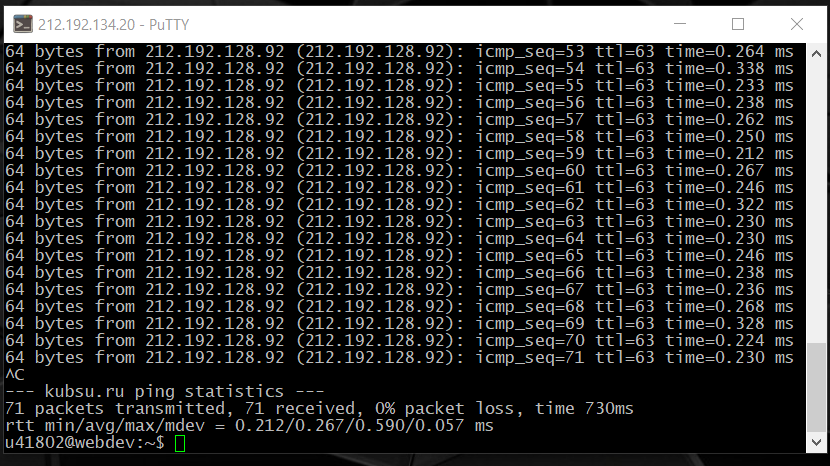 212.192.134.20 - PuTTY
64 bytes from 212.192.128.92 (212.192.128.92): icmp_seq=53 ttl=63 time=0.264 ms
64 bytes from 212.192.128.92 (212.192.128.92): icmp_seq=54 ttl=63 time=0.338 ms
64 bytes from 212.192.128.92 (212.192.128.92): icmp_seq=55 ttl=63 time=0.233 ms
64 bytes from 212.192.128.92 (212.192.128.92): icmp_seq=56 ttl=63 time=0.238 ms
64 bytes from 212.192.128.92 (212.192.128.92): icmp_seq=57 ttl=63 time=0.262 ms
64 bytes from 212.192.128.92 (212.192.128.92): icmp_seq=58 ttl=63 time=0.250 ms
64 bytes from 212.192.128.92 (212.192.128.92): icmp_seq=59 ttl=63 time=0.212 ms
64 bytes from 212.192.128.92 (212.192.128.92): icmp_seq=60 ttl=63 time=0.267 ms
64 bytes from 212.192.128.92 (212.192.128.92): icmp_seq=61 ttl=63 time=0.246 ms
64 bytes from 212.192.128.92 (212.192.128.92): icmp_seq=62 ttl=63 time=0.322 ms
64 bytes from 212.192.128.92 (212.192.128.92): icmp_seq=63 ttl=63 time=0.230 ms
64 bytes from 212.192.128.92 (212.192.128.92): icmp_seq=64 ttl=63 time=0.230 ms
64 bytes from 212.192.128.92 (212.192.128.92): icmp_seq=65 ttl=63 time=0.246 ms
64 bytes from 212.192.128.92 (212.192.128.92): icmp_seq=66 ttl=63 time=0.238 ms
64 bytes from 212.192.128.92 (212.192.128.92): icmp_seq=67 ttl=63 time=0.236 ms
64 bytes from 212.192.128.92 (212.192.128.92): icmp_seq=68 ttl=63 time=0.268 ms
64 bytes from 212.192.128.92 (212.192.128.92): icmp_seq=69 ttl=63 time=0.328 ms
64 bytes from 212.192.128.92 (212.192.128.92): icmp_seq=70 ttl=63 time=0.224 ms
64 bytes from 212.192.128.92 (212.192.128.92): icmp_seq=71 ttl=63 time=0.230 ms
^C
--- kubsu.ru ping statistics ---
71 packets transmitted, 71 received, 0% packet loss, time 730ms
rtt min/avg/max/mdev = 0.212/0.267/0.590/0.057 ms
u41802@webdev:~$